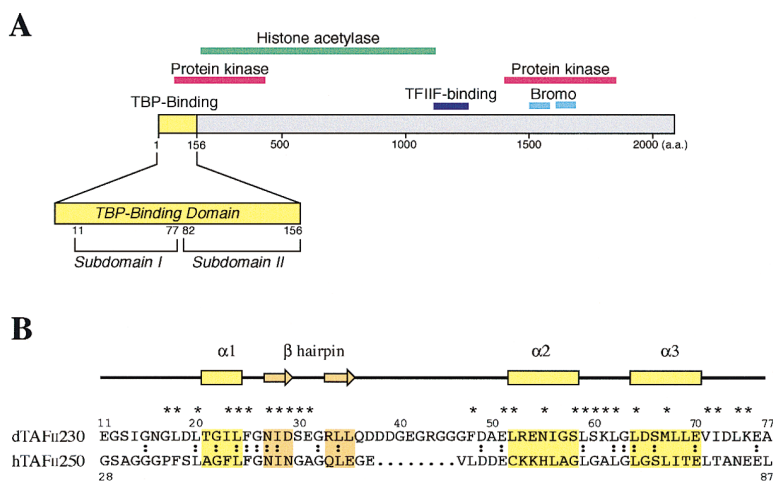 A
Histone acetylase
Protein kinase Protein kinase
TBP-Binding TFIIF-binding Bromo
1 156 500 1000 1500 2000 (a.a.)
TBP-Binding Domain
11 77 82 156
Subdomain I Subdomain II
B
α1 β hairpin α2 α3
** * *** ***** * ** * ***** * * ** **
11 20 30 40 50 60 70 77
dTAFII230 EGSIGNGLDLTGILFGNIDSEGRLLQDDDGEGRGGGFDAELRENIGSLSKLGLDSMLLEVIDLKEA
hTAFII250 GSAGGGPFSLAGFLFGNINGAGQLEGE........VLDDECKKHLAGLGALGLGSLITELTANEELT
28 87